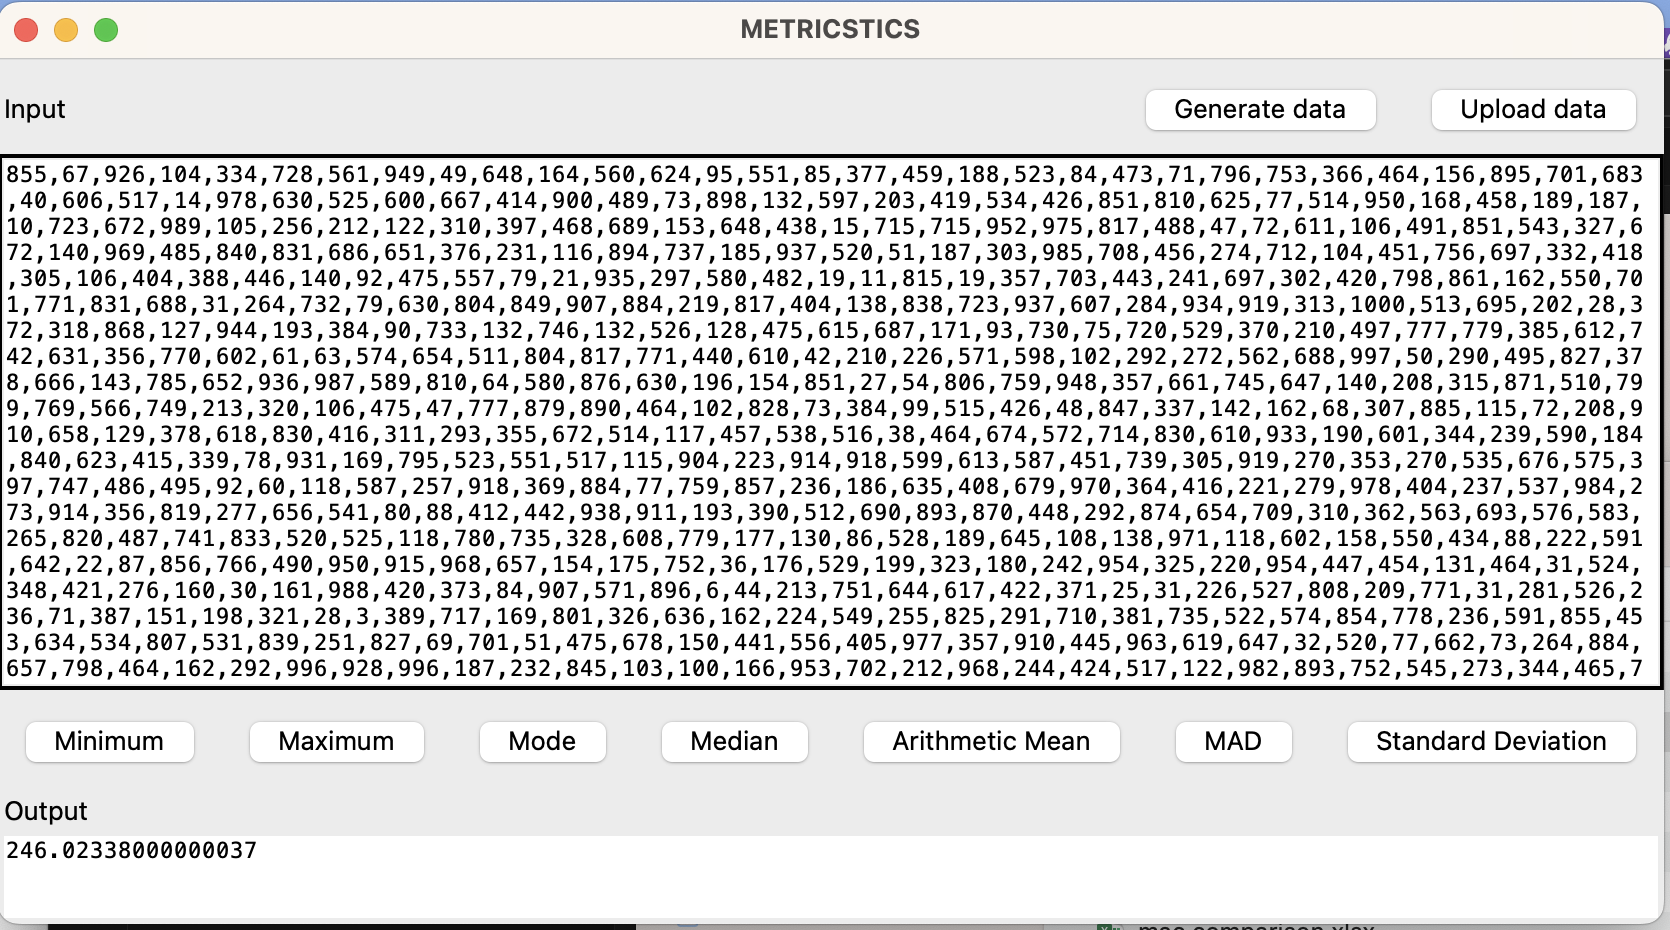 METRICSTICS
Input
Generate data
Upload data
855,67,926,104,334,728,561,949,49,648,164,560,624,95,551,85,377,459,188,523,84,473,71,796,753,366,464,156,895,701,683
,40,606,517,14,978,630,525,600,667,414,900,489,73,898,132,597,203,419,534,426,851,810,625,77,514,950,168,458,189,187,
10,723,672,989,105,256,212,122,310,397,468,689,153,648,438,15,715,715,952,975,817,488,47,72,611,106,491,851,543,327,6
72,140,969,485,840,831,686,651,376,231,116,894,737,185,937,520,51,187,303,985,708,456,274,712,104,451,756,697,332,418
,305,106,404,388,446,140,92,475,557,79,21,935,297,580,482,19,11,815,19,357,703,443,241,697,302,420,798,861,162,550,70
1,771,831,688,31,264,732,79,630,804,849,907,884,219,817,404,138,838,723,937,607,284,934,919,313,1000,513,695,202,28,3
72,318,868,127,944,193,384,90,733,132,746,132,526,128,475,615,687,171,93,730,75,720,529,370,210,497,777,779,385,612,7
42,631,356,770,602,61,63,574,654,511,804,817,771,440,610,42,210,226,571,598,102,292,272,562,688,997,50,290,495,827,37
8,666,143,785,652,936,987,589,810,64,580,876,630,196,154,851,27,54,806,759,948,357,661,745,647,140,208,315,871,510,79
9,769,566,749,213,320,106,475,47,777,879,890,464,102,828,73,384,99,515,426,48,847,337,142,162,68,307,885,115,72,208,9
10,658,129,378,618,830,416,311,293,355,672,514,117,457,538,516,38,464,674,572,714,830,610,933,190,601,344,239,590,184
,840,623,415,339,78,931,169,795,523,551,517,115,904,223,914,918,599,613,587,451,739,305,919,270,353,270,535,676,575,3
97,747,487,495,92,60,118,587,257,918,369,884,77,759,857,236,186,635,408,679,970,364,416,221,279,978,404,237,537,984,2
73,914,356,819,277,656,541,80,88,412,442,938,911,193,390,512,690,893,870,448,292,874,654,709,310,362,563,693,576,583,
265,820,487,741,833,520,525,118,780,735,328,608,779,177,130,86,528,189,645,108,138,971,118,602,158,550,434,88,222,591
,642,22,87,856,766,490,950,915,968,657,154,175,752,36,176,529,199,323,180,242,954,325,220,954,447,454,131,464,31,524,
348,421,276,160,30,161,988,420,373,84,907,571,896,6,44,213,751,644,617,422,371,25,31,226,527,808,209,771,31,281,526,2
36,71,387,151,198,321,28,3,389,717,169,801,326,636,162,224,549,255,825,291,710,381,735,522,574,854,778,236,591,855,45
3,634,534,807,531,839,251,827,69,701,51,475,678,150,441,556,405,977,357,910,445,963,619,647,32,520,77,662,73,264,884,
657,798,464,162,292,996,928,996,187,232,845,103,100,166,953,702,212,968,244,424,517,122,982,893,752,545,273,344,465,7
Minimum
Maximum
Mode
Median
Arithmetic Mean
MAD
Standard Deviation
Output
246.02338000000037